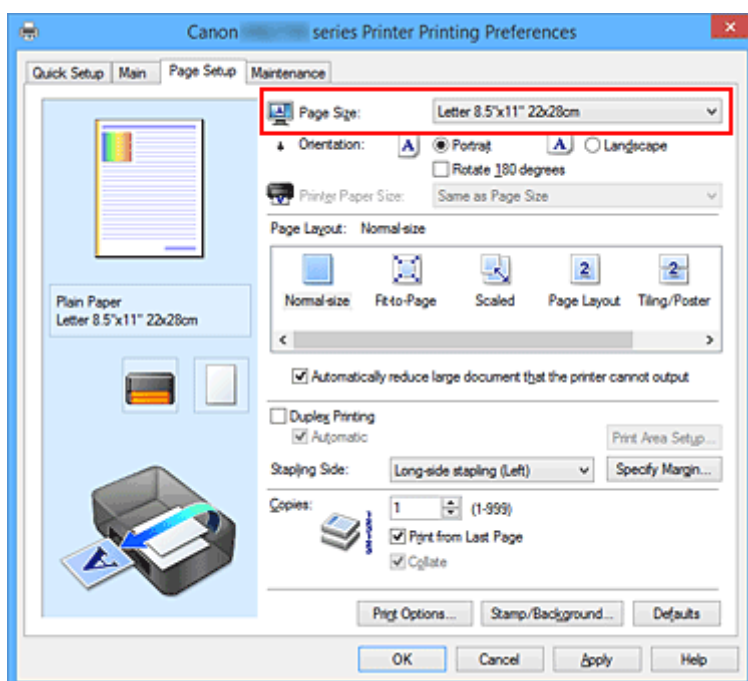 Canon series Printer Printing Preferences
Quick Setup Main Page Setup Maintenance
Page Size: Letter 8.5"x11" 22x28cm
Orientation: A Portrait A Landscape
Rotate 180 degrees
Printer Paper Size: Same as Page Size
Page Layout: Normal-size
2 2
Normal-size Fit-to-Page Scaled Page Layout Tiling/Poster
Automatically reduce large document that the printer cannot output
Plain Paper
Letter 8.5"x11" 22x28cm
Duplex Printing
Automatic
Print Area Setup...
Stapling Side: Long-side stapling (Left) Specify Margin...
Copies: 1 (1-999)
Print from Last Page
Collate
A
Print Options... Stamp/Background... Defaults
OK Cancel Apply Help